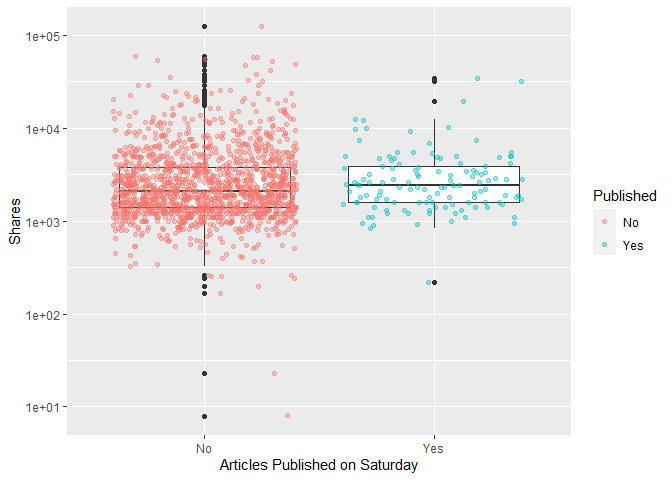 1e+05
1e+04
1e+03
1e+02
1e+01
Shares
No
Yes
Articles Published on Saturday
Published
No
Yes